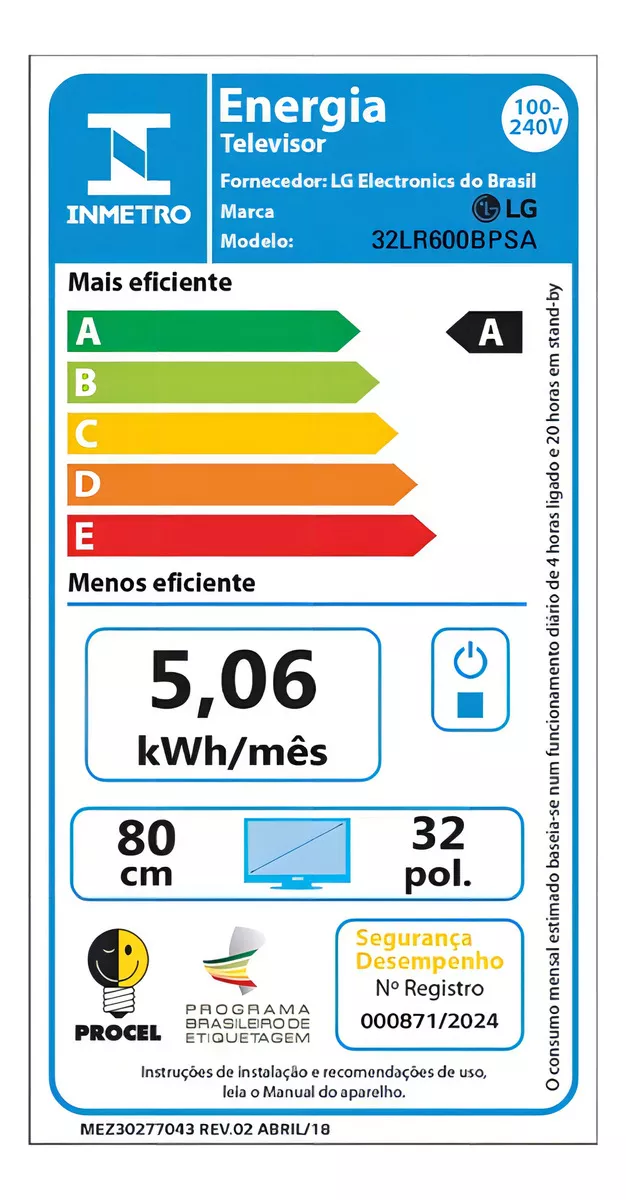 Energia
Televisor
100-
240V
INMETRO
Fornecedor: LG Electronics do Brasil
Marca LG
Modelo: 32LR600BPSA
Mais eficiente
A A
B
C
D
E
Menos eficiente
5,06
kWh/mês
80
cm
32
pol.
PROCEL
PROGRAMA
BRASILEIRO DE
ETIQUETAGEM
Segurança
Desempenho
Nº Registro
000871/2024
O consumo mensal estimado baseia-se num funcionamento diário de 4 horas ligado e 20 horas em stand-by
Instruções de instalação e recomendações de uso,
leia o Manual do aparelho.
MEZ30277043 REV.02 ABRIL/18